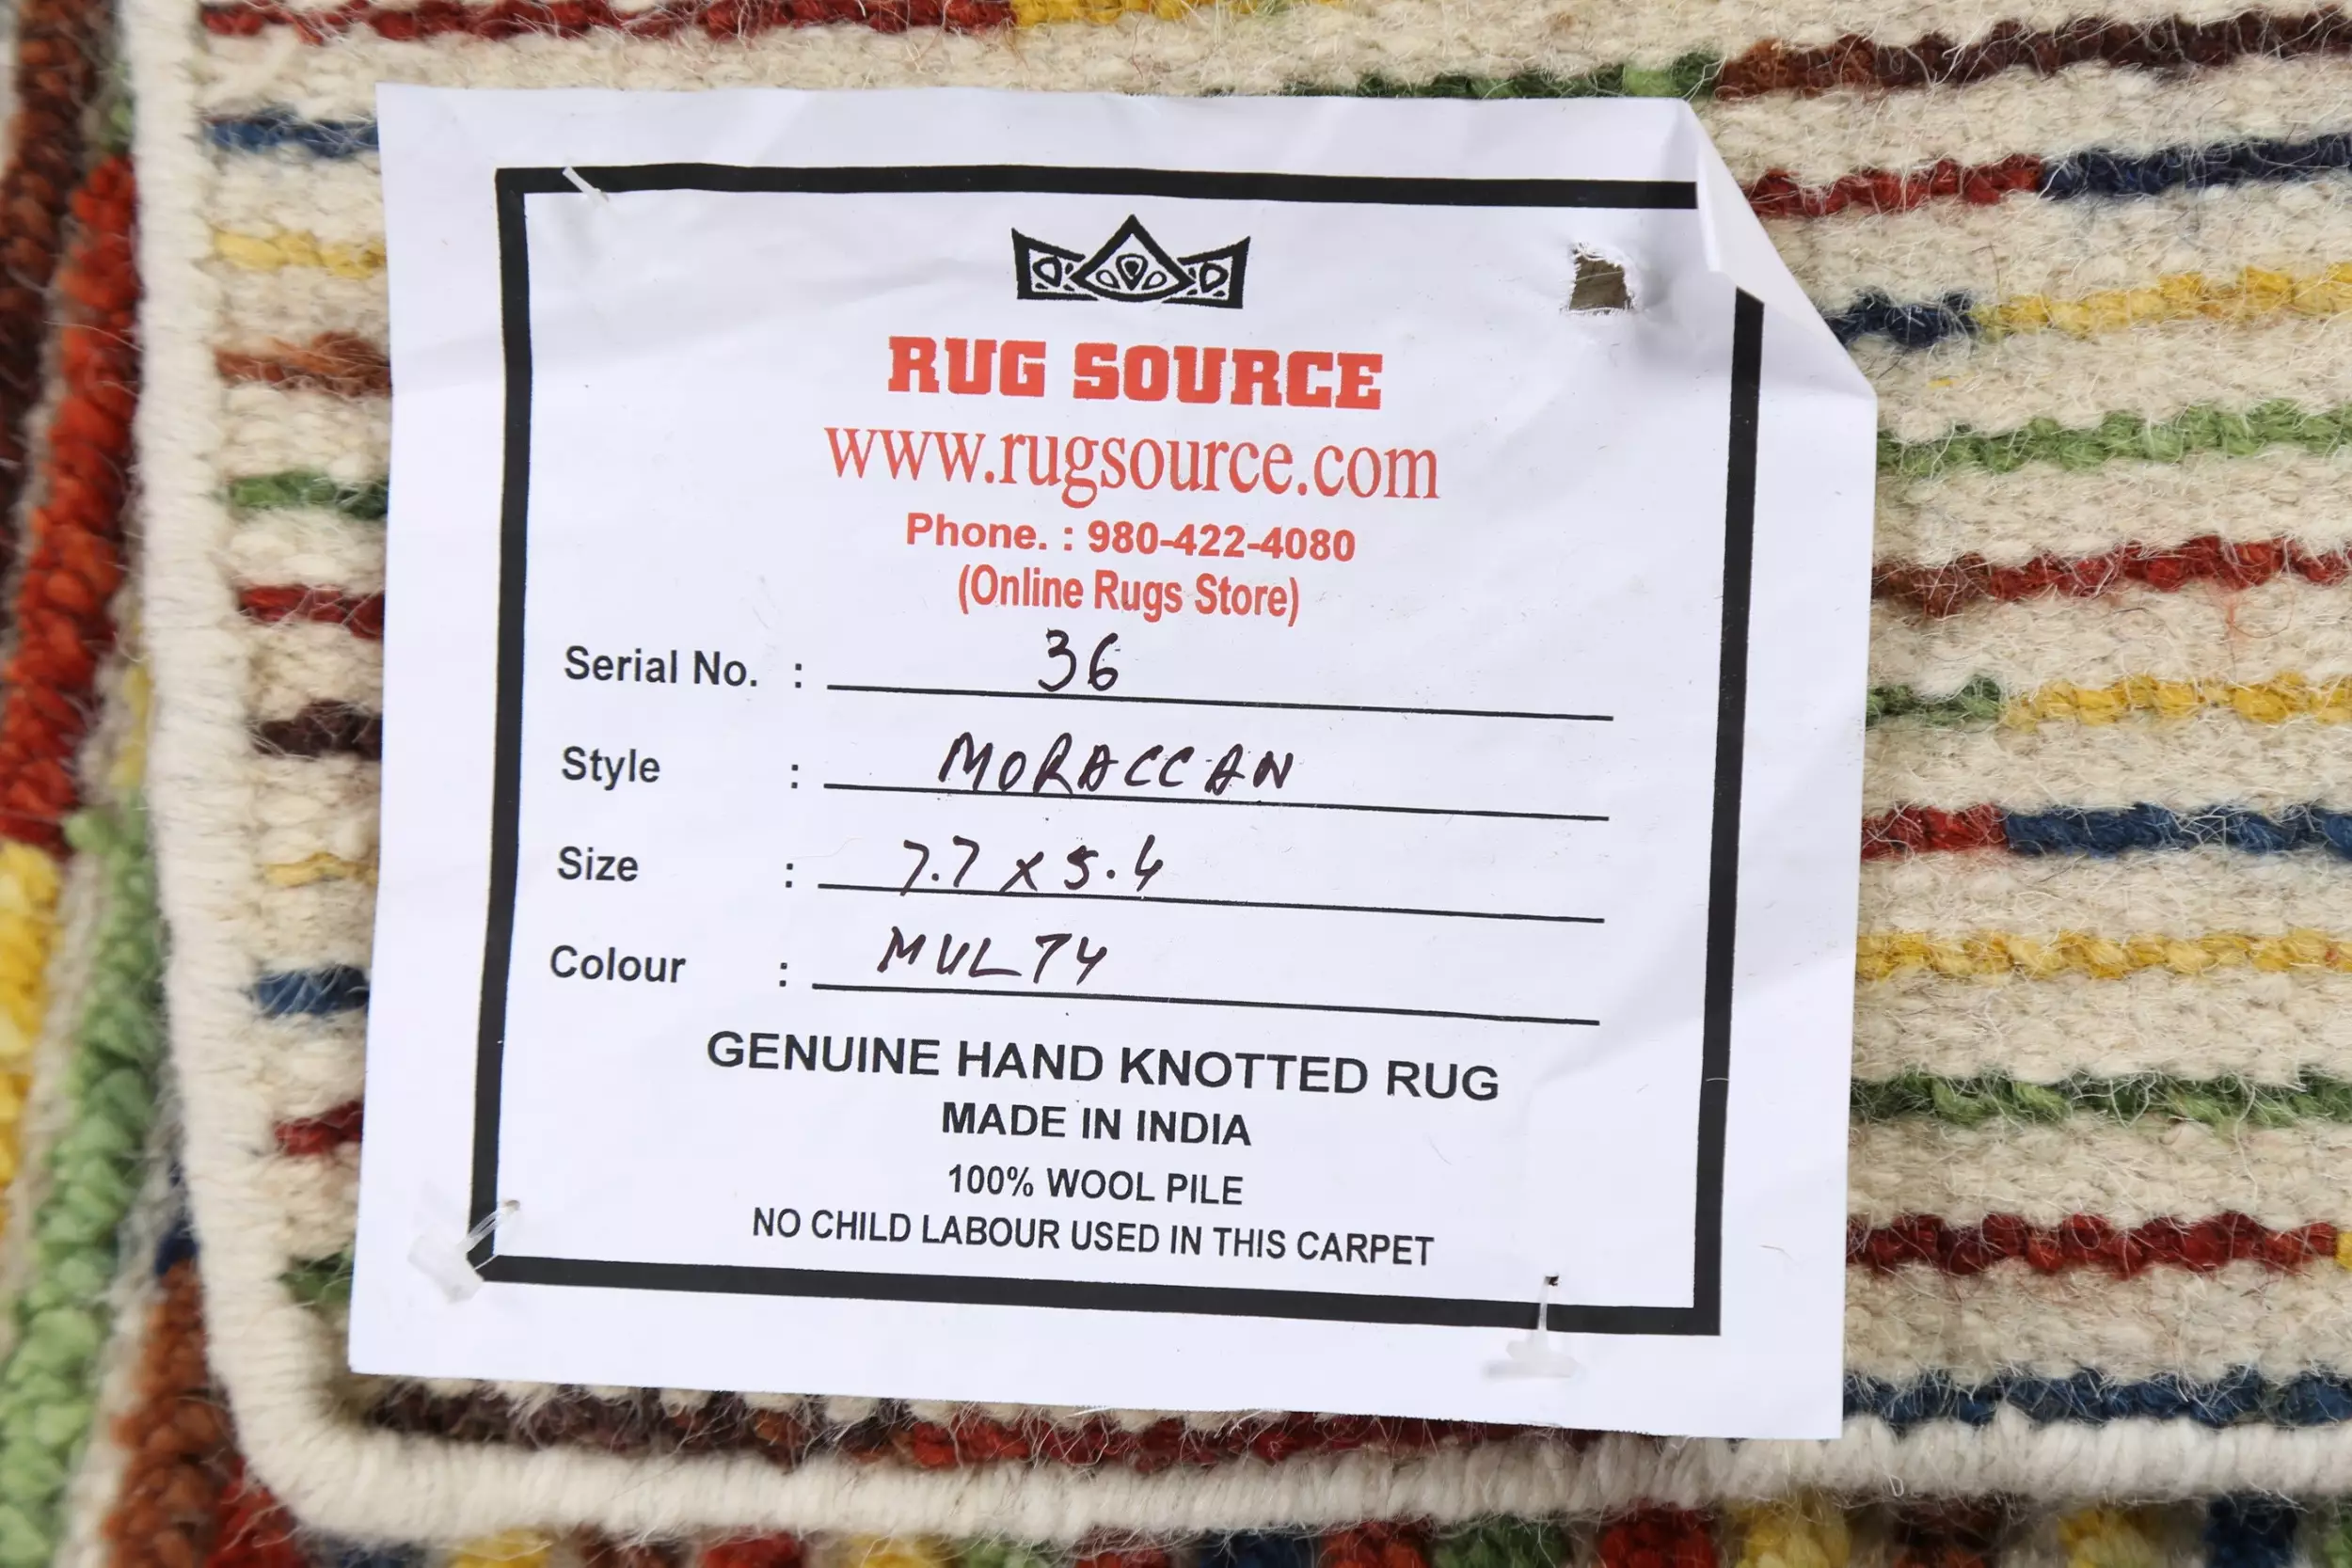 RUG SOURCE
www.rugsource.com
Phone. : 980-422-4080
(Online Rugs Store)
Serial No. : 36
Style : MORACCAN
Size : 7.7 x 5.4
Colour : MULTY
GENUINE HAND KNOTTED RUG
MADE IN INDIA
100% WOOL PILE
NO CHILD LABOUR USED IN THIS CARPET